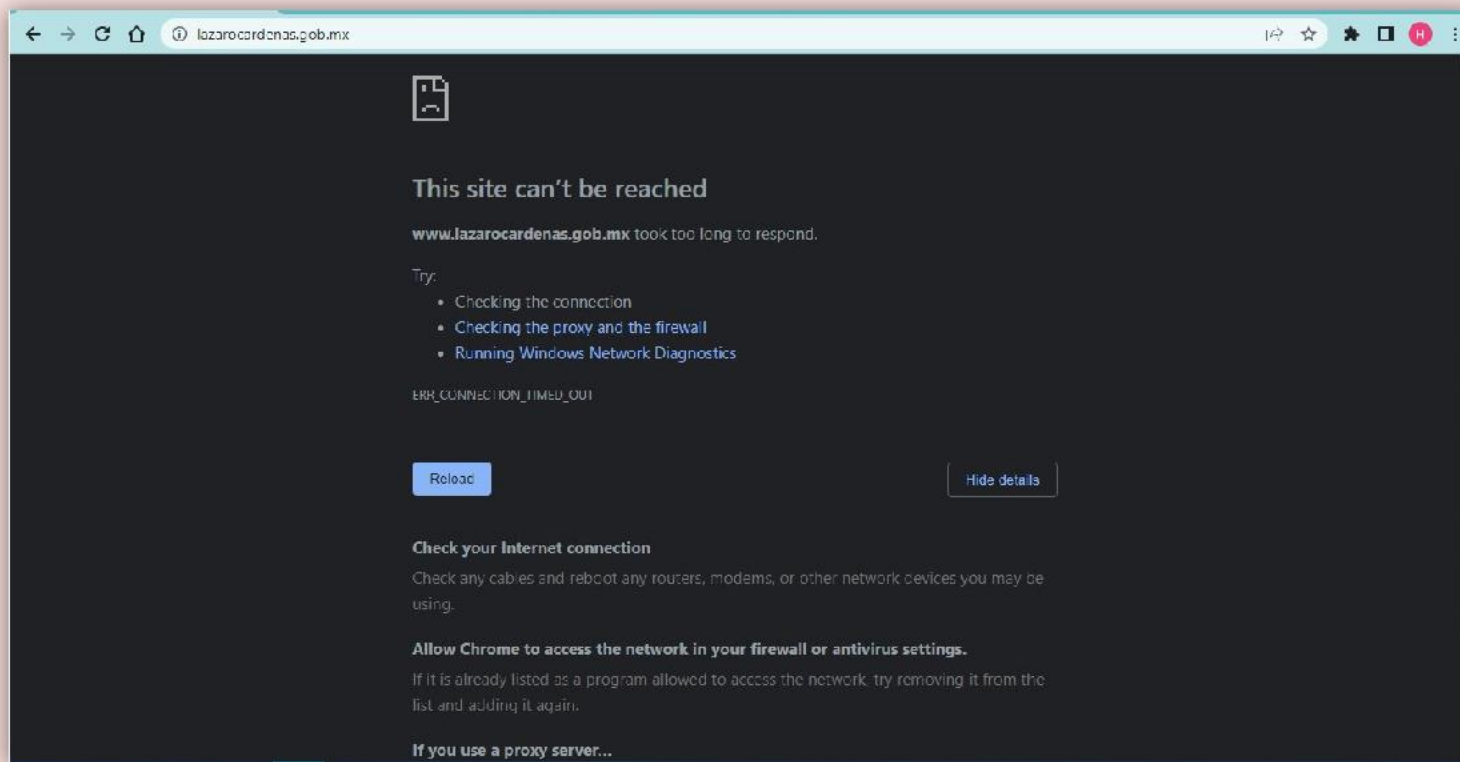 lazarocardenas.gob.mx
H
This site can't be reached
www.lazarocardenas.gob.mx took too long to respond.
Try:
• Checking the connection
• Checking the proxy and the firewall
• Running Windows Network Diagnostics
ERR_CONNECTION_TIMED_OUT
Reload
Hide details
Check your Internet connection
Check any cables and reboot any routers, modems, or other network devices you may be
using.
Allow Chrome to access the network in your firewall or antivirus settings.
If it is already listed as a program allowed to access the network, try removing it from the
list and adding it again.
If you use a proxy server...